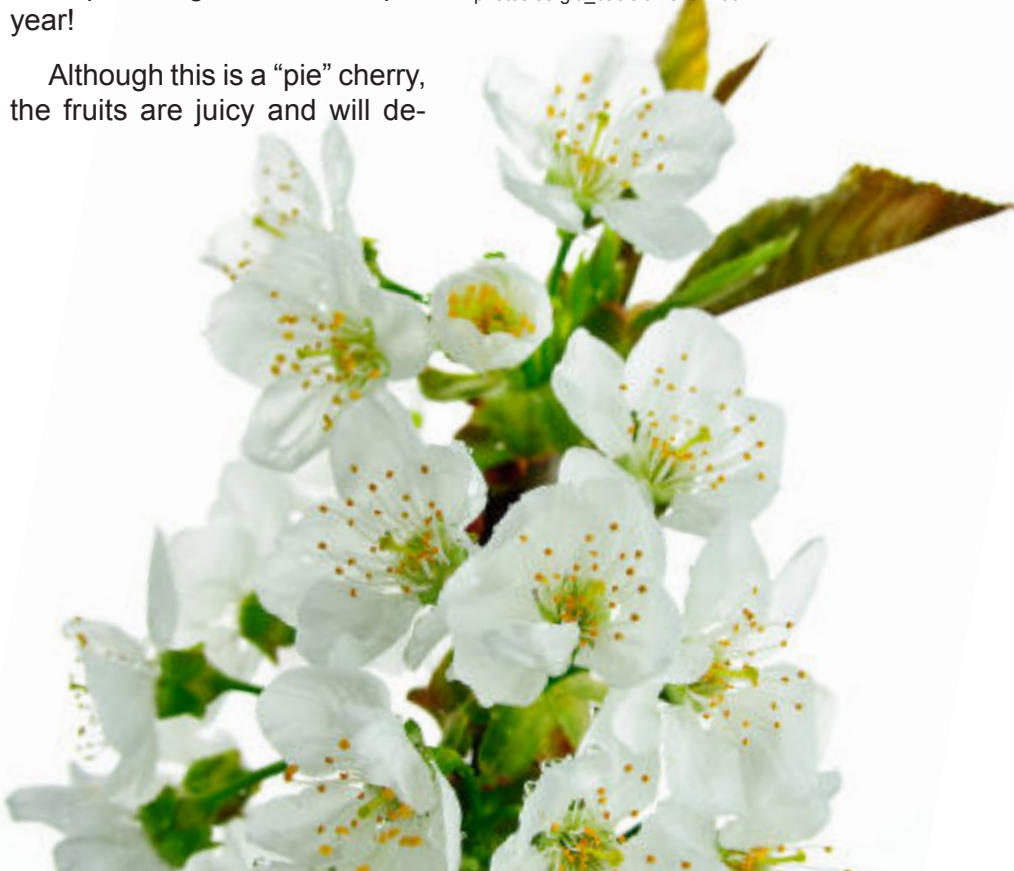 year!
Although this is a “pie” cherry,
the fruits are juicy and will de-